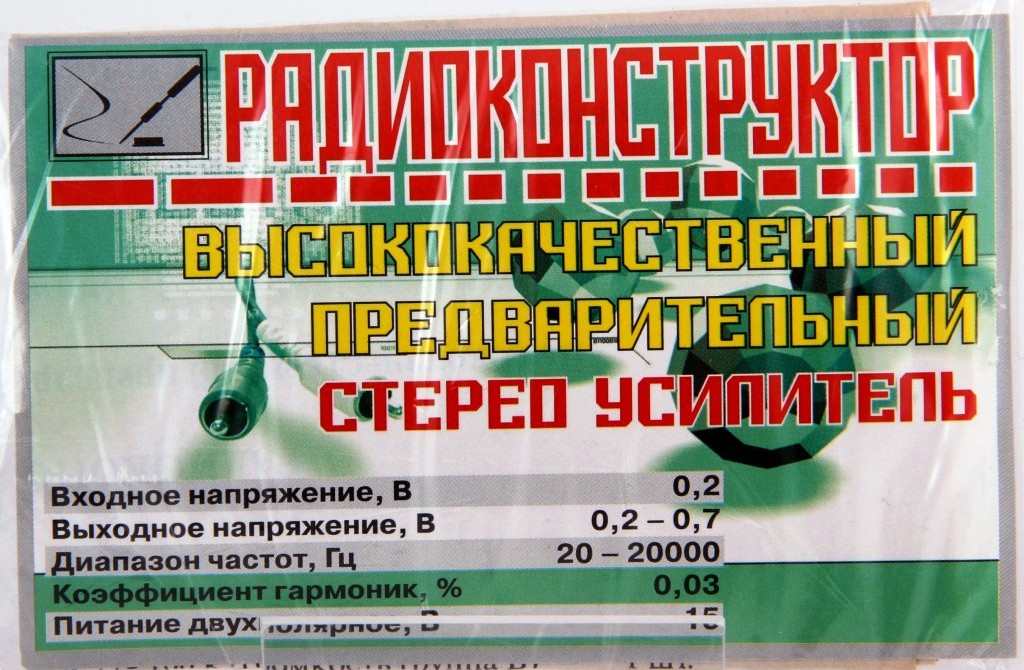 РАДИОКОНСТРУКТОР
ВЫСОКОКАЧЕСТВЕННЫЙ
ПРЕДВАРИТЕЛЬНЫЙ
СТЕРЕО УСИЛИТЕЛЬ
Входное напряжение, В 0,2
Выходное напряжение, В 0,2 – 0,7
Диапазон частот, Гц 20 – 20000
Коэффициент гармоник, % 0,03
Питание двухполярное, В 15